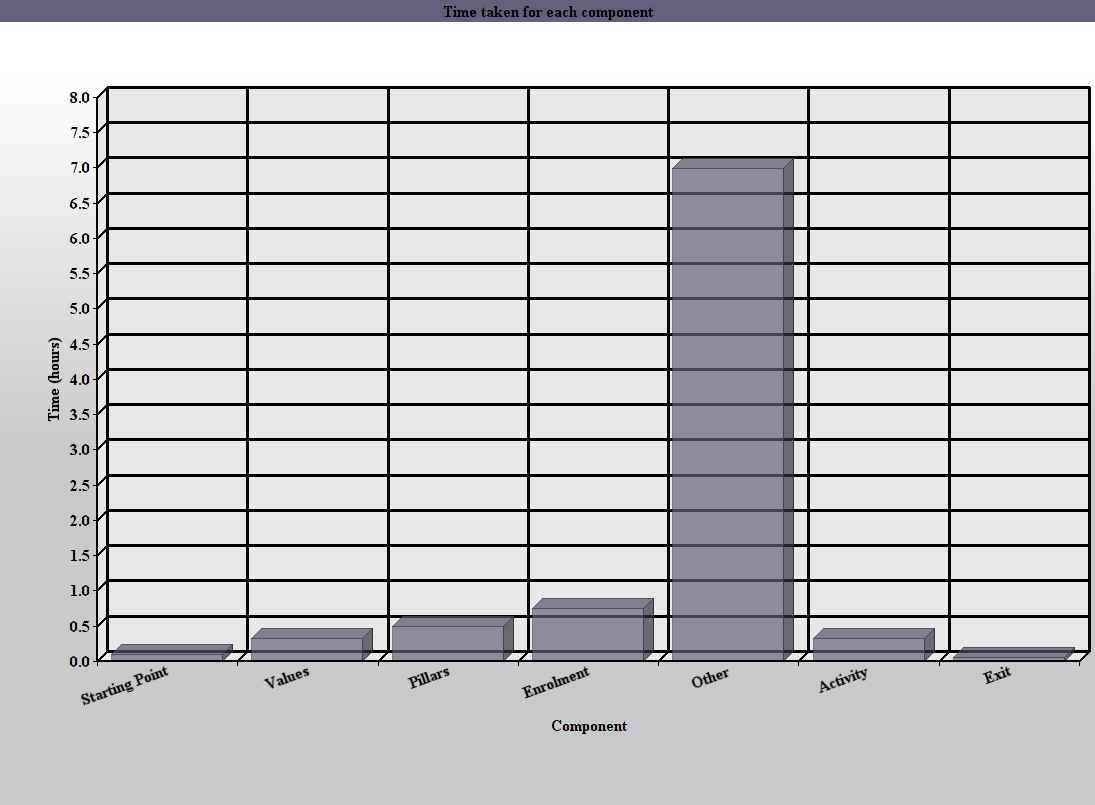 Time taken for each component
8.0
7.5
7.0
6.5
6.0
5.5
5.0
4.5
4.0
3.5
3.0
2.5
2.0
1.5
1.0
0.5
0.0
Time (hours)
Starting Point
Values
Pillars
Enrolment
Other
Activity
Exit
Component